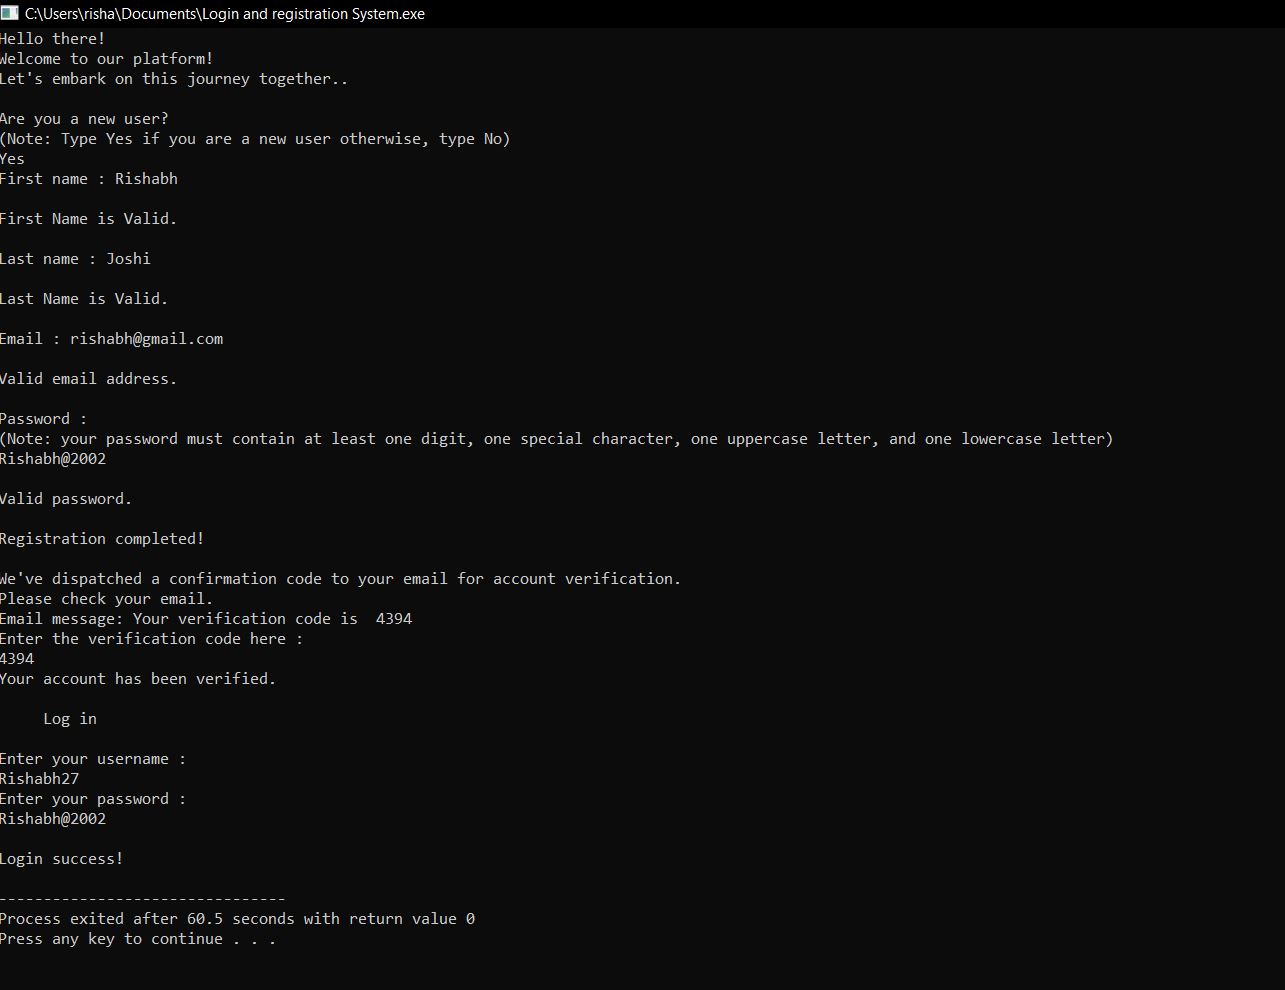 C:\Users\risha\Documents\Login and registration System.exe
Hello there!
Welcome to our platform!
Let's embark on this journey together..
Are you a new user?
(Note: Type Yes if you are a new user otherwise, type No)
Yes
First name : Rishabh
First Name is Valid.
Last name : Joshi
Last Name is Valid.
Email : rishabh@gmail.com
Valid email address.
Password :
(Note: your password must contain at least one digit, one special character, one uppercase letter, and one lowercase letter)
Rishabh@2002
Valid password.
Registration completed!
We've dispatched a confirmation code to your email for account verification.
Please check your email.
Email message: Your verification code is  4394
Enter the verification code here :
4394
Your account has been verified.
Log in
Enter your username :
Rishabh27
Enter your password :
Rishabh@2002
Login success!
--------------------------------
Process exited after 60.5 seconds with return value 0
Press any key to continue . . .